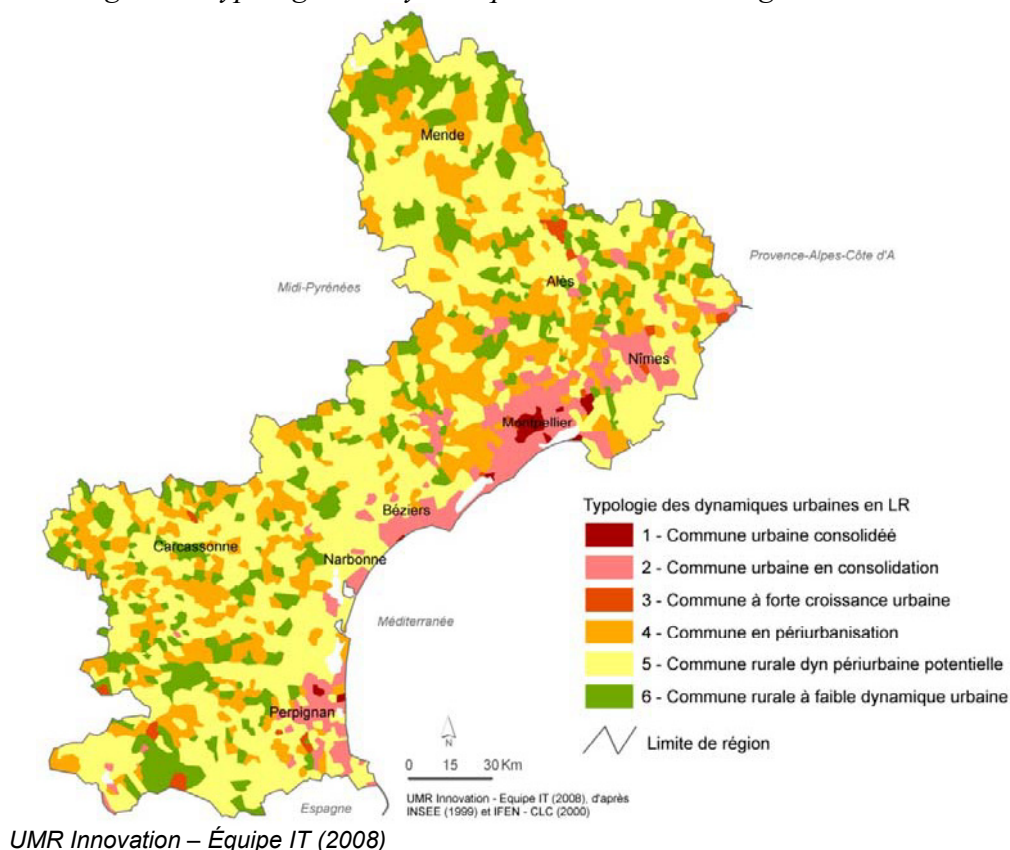 Mende
Provence-Alpes-Côte d'A
Midi-Pyrénées
Alès
Nîmes
Montpellier
Béziers
Carcassonne
Narbonne
Méditerranée
Perpignan
Espagne
Typologie des dynamiques urbaines en LR
1 - Commune urbaine consolidéé
2 - Commune urbaine en consolidation
3 - Commune à forte croissance urbaine
4 - Commune en périurbanisation
5 - Commune rurale dyn périurbaine potentielle
6 - Commune rurale à faible dynamique urbaine
Limite de région
N
0 15 30 Km
UMR Innovation - Equipe IT (2008), d'après
INSEE (1999) et IFEN - CLC (2000)
UMR Innovation – Équipe IT (2008)